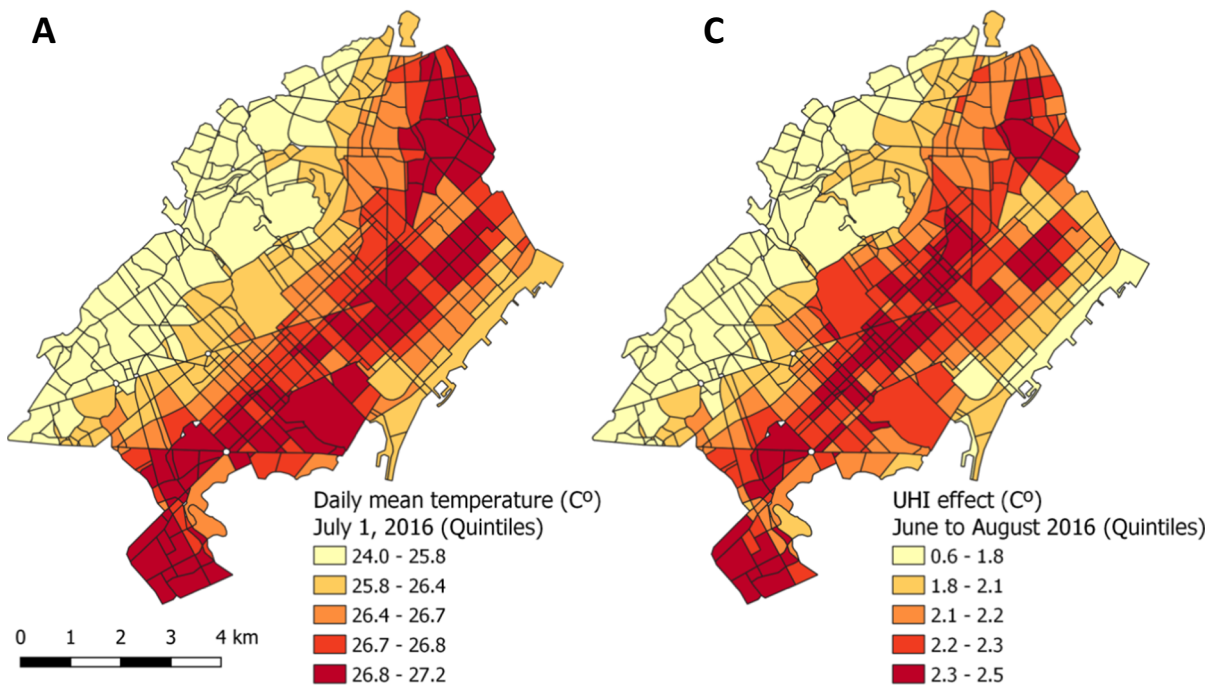 A
C
Daily mean temperature (Cº)
July 1, 2016 (Quintiles)
24.0 - 25.8
25.8 - 26.4
26.4 - 26.7
26.7 - 26.8
26.8 - 27.2
0 1 2 3 4 km
UHI effect (Cº)
June to August 2016 (Quintiles)
0.6 - 1.8
1.8 - 2.1
2.1 - 2.2
2.2 - 2.3
2.3 - 2.5